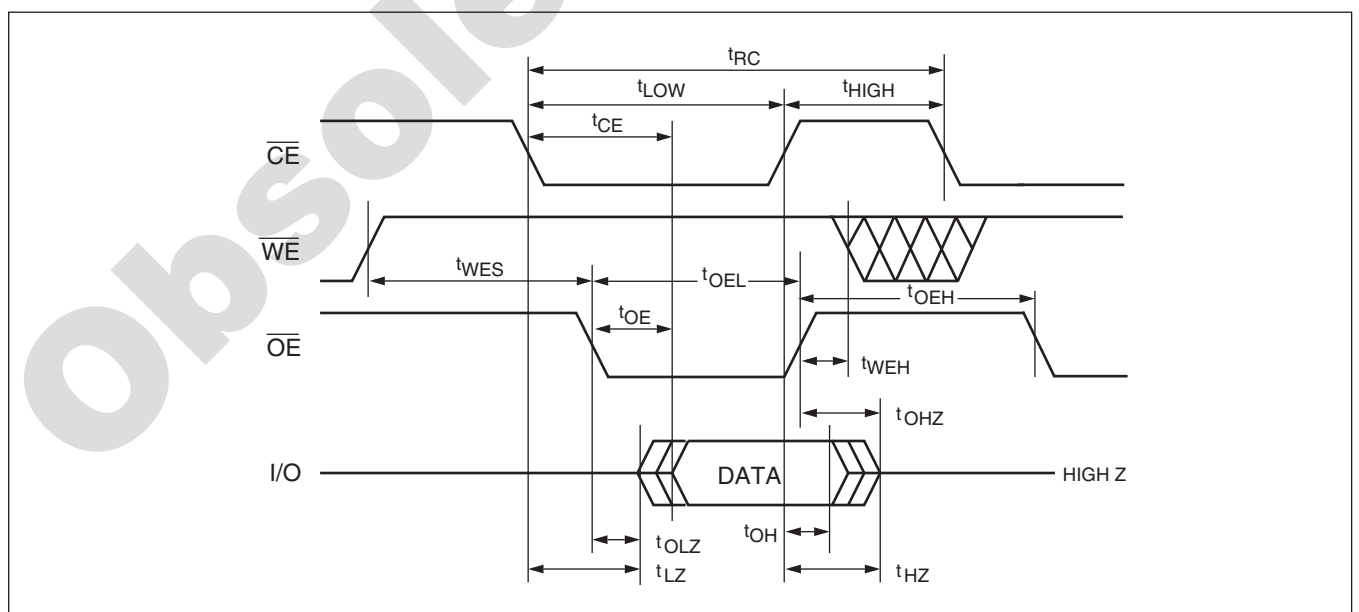 Obsole
tRC
tLOW
tHIGH
tCE
CE
WE
tWES
tOEL
tOEH
tOE
OE
tWEH
tOHZ
I/O
DATA
HIGH Z
tOLZ
tOH
tLZ
tHZ